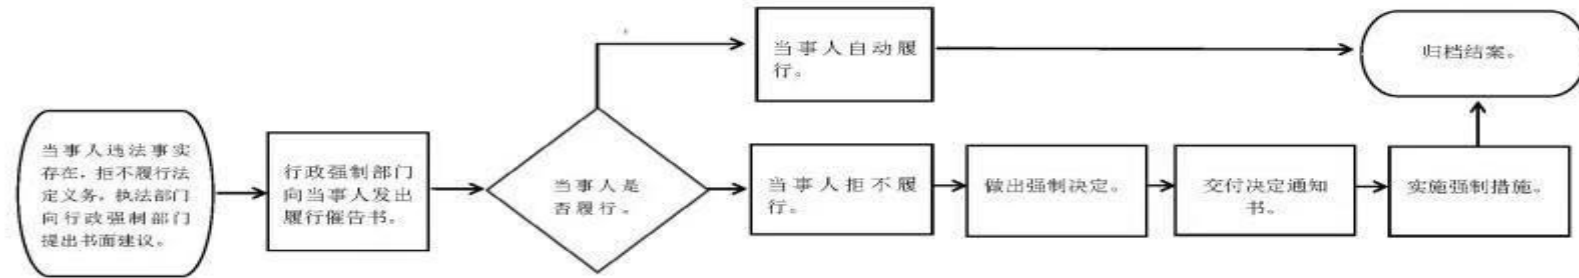 当事人违法事实
存在，拒不履行法
定义务，执法部门
向行政强制部门
提出书面建议。
行政强制部门
向当事人发出
履行催告书。
当事人是
否履行。
当事人自动履
行。
归档结案。
当事人拒不履
行。
做出强制决定。
交付决定通知
书。
实施强制措施。